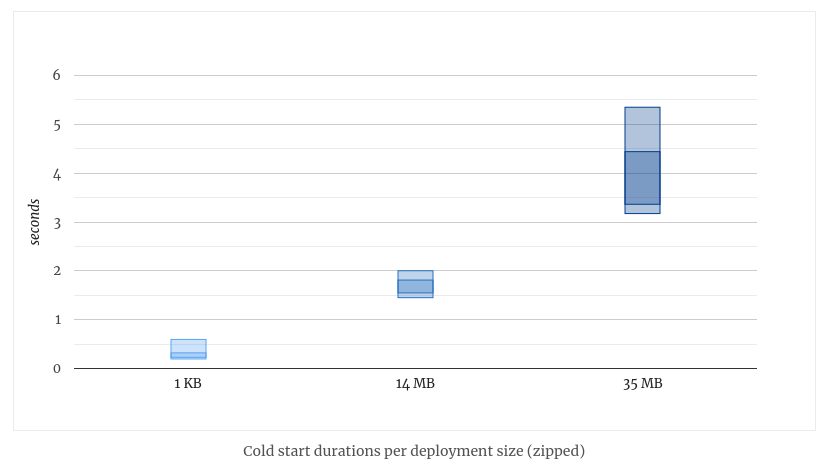 6
5
4
3
2
1
0
seconds
1 KB
14 MB
35 MB
Cold start durations per deployment size (zipped)